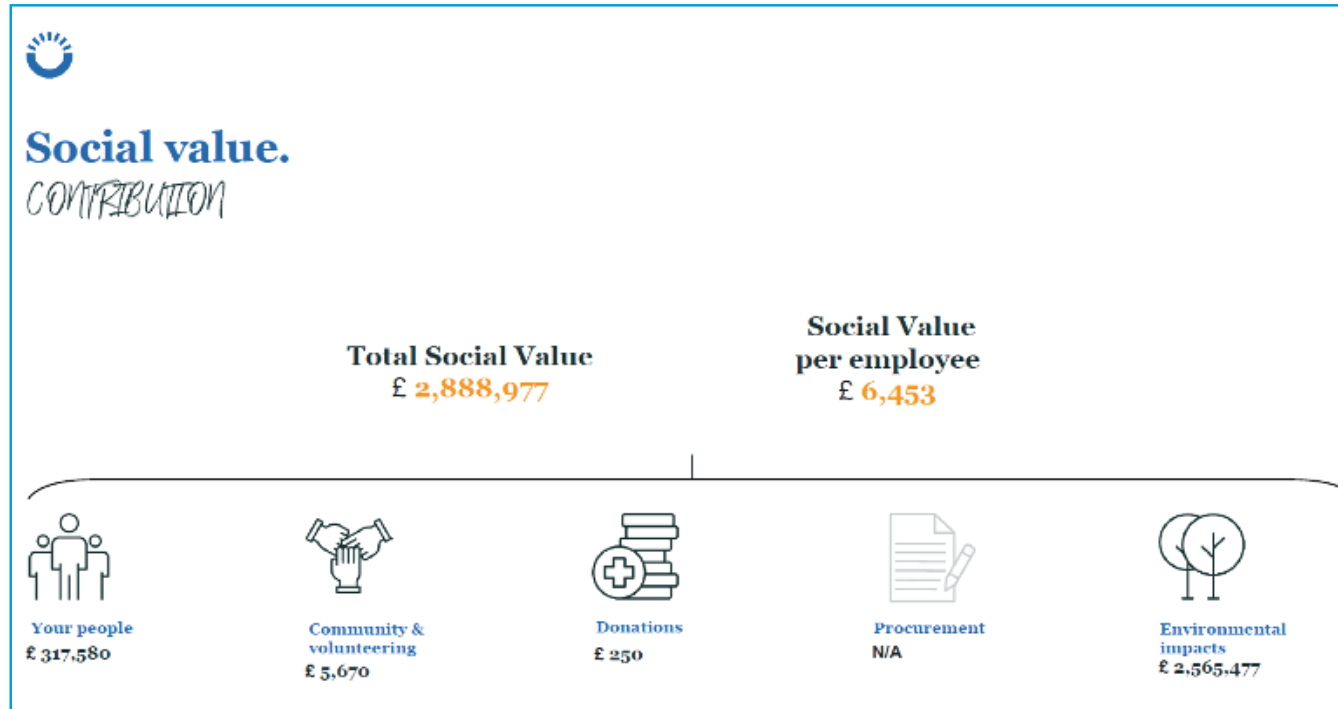 Social value.
CONTRIBUTION
Total Social Value
£ 2,888,977
Social Value
per employee
£ 6,453
Your people
£ 317,580
Community &
volunteering
£ 5,670
Donations
£ 250
Procurement
N/A
Environmental
impacts
£ 2,565,477